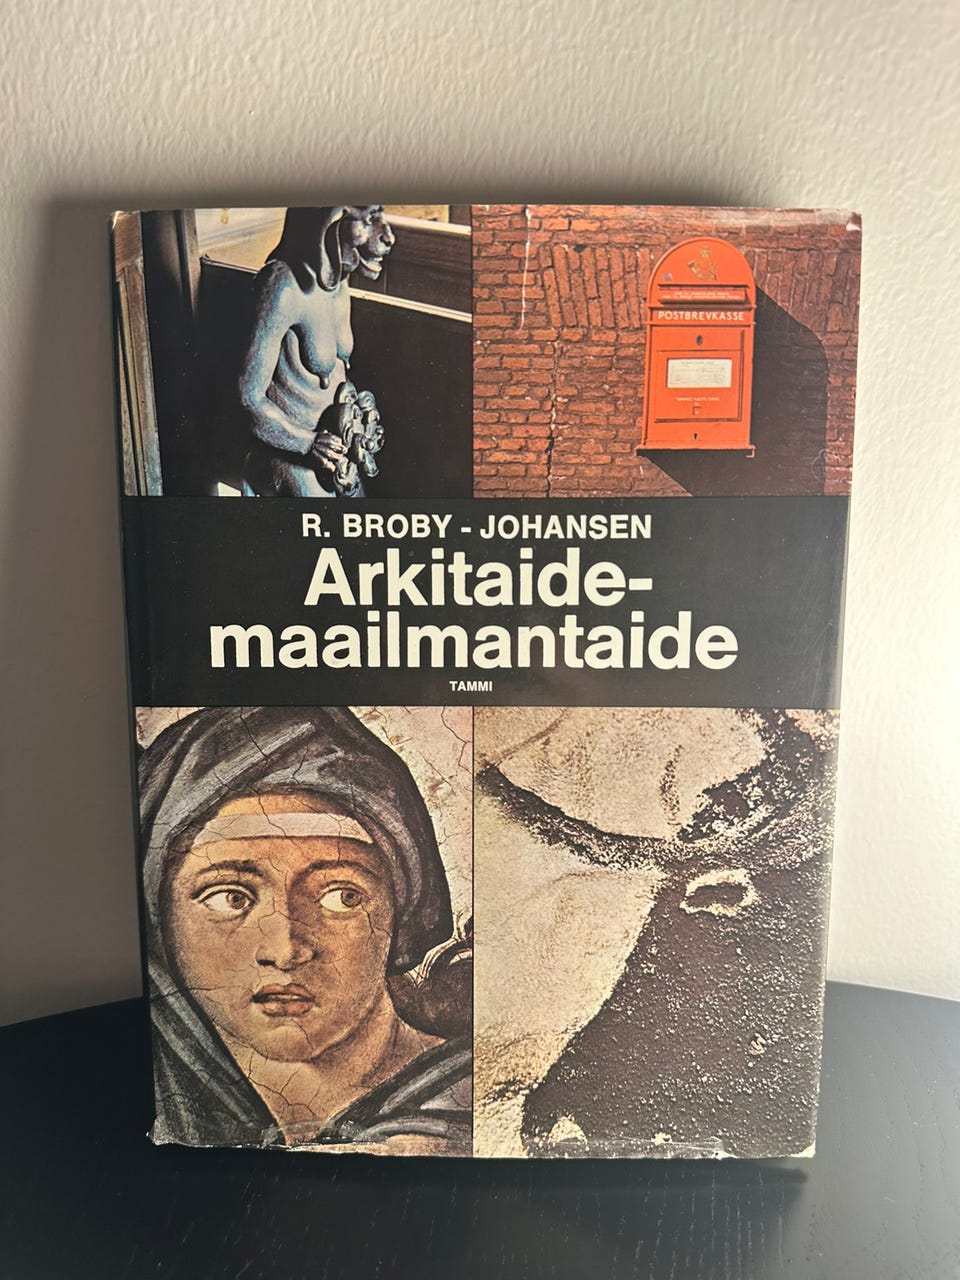 POSTBREVKASSE
R. BROBY - JOHANSEN
Arkitaide-
maailmantaide
TAMMI